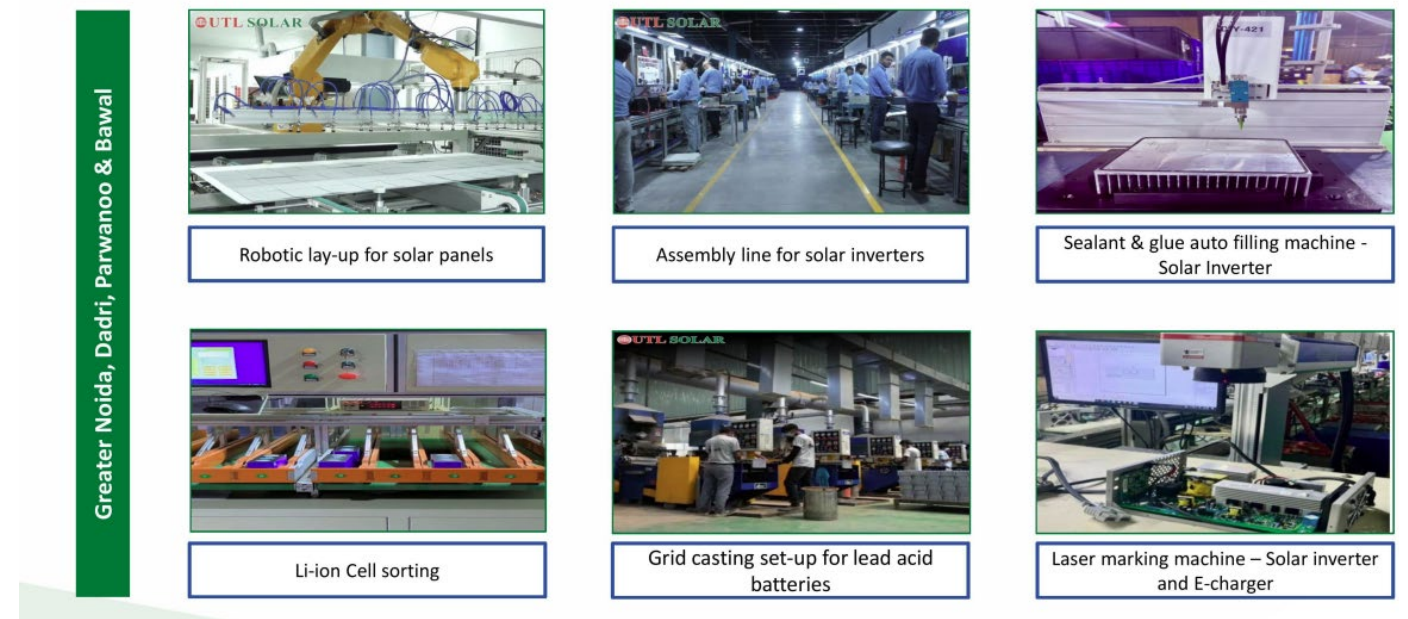 Greater Noida, Dadri, Parwanoo & Bawal
UTL SOLAR
UTL SOLAR
Y-421
Robotic lay-up for solar panels
Assembly line for solar inverters
Sealant & glue auto filling machine -
Solar Inverter
UTL SOLAR
Li-ion Cell sorting
Grid casting set-up for lead acid
batteries
Laser marking machine – Solar inverter
and E-charger